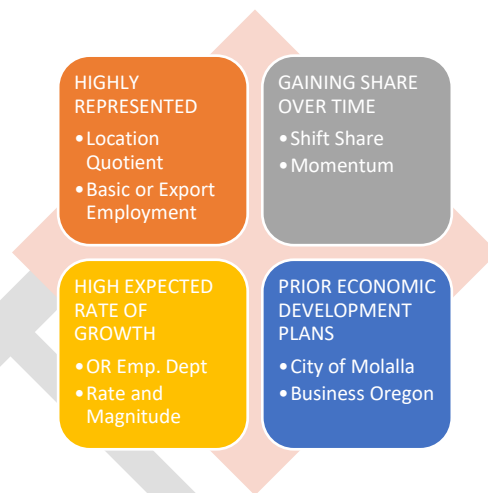 HIGHLY
REPRESENTED
•Location
Quotient
•Basic or Export
Employment
GAINING SHARE
OVER TIME
•Shift Share
•Momentum
HIGH EXPECTED
RATE OF
GROWTH
•OR Emp. Dept
•Rate and
Magnitude
PRIOR ECONOMIC
DEVELOPMENT
PLANS
•City of Molalla
•Business Oregon